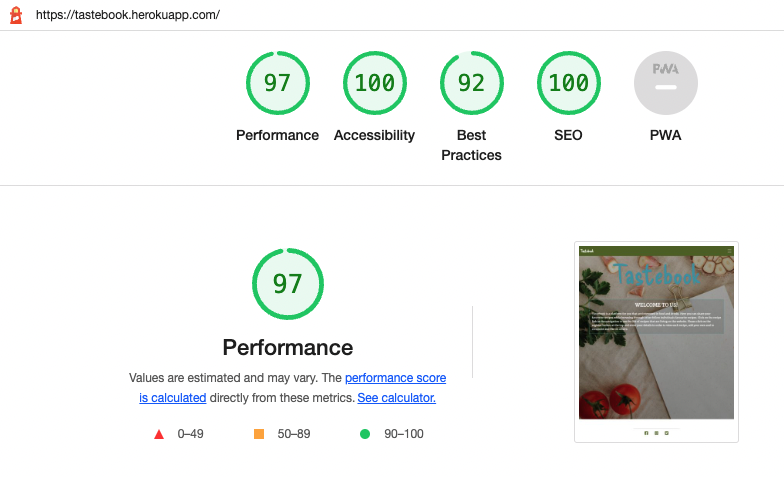 https://tastebook.herokuapp.com/
97
100
92
100
PWA
Performance
Accessibility
Best
Practices
SEO
PWA
97
Performance
Values are estimated and may vary. The performance score
is calculated directly from these metrics. See calculator.
0–49
50–89
90–100
Tastebook
WELCOME TO US!